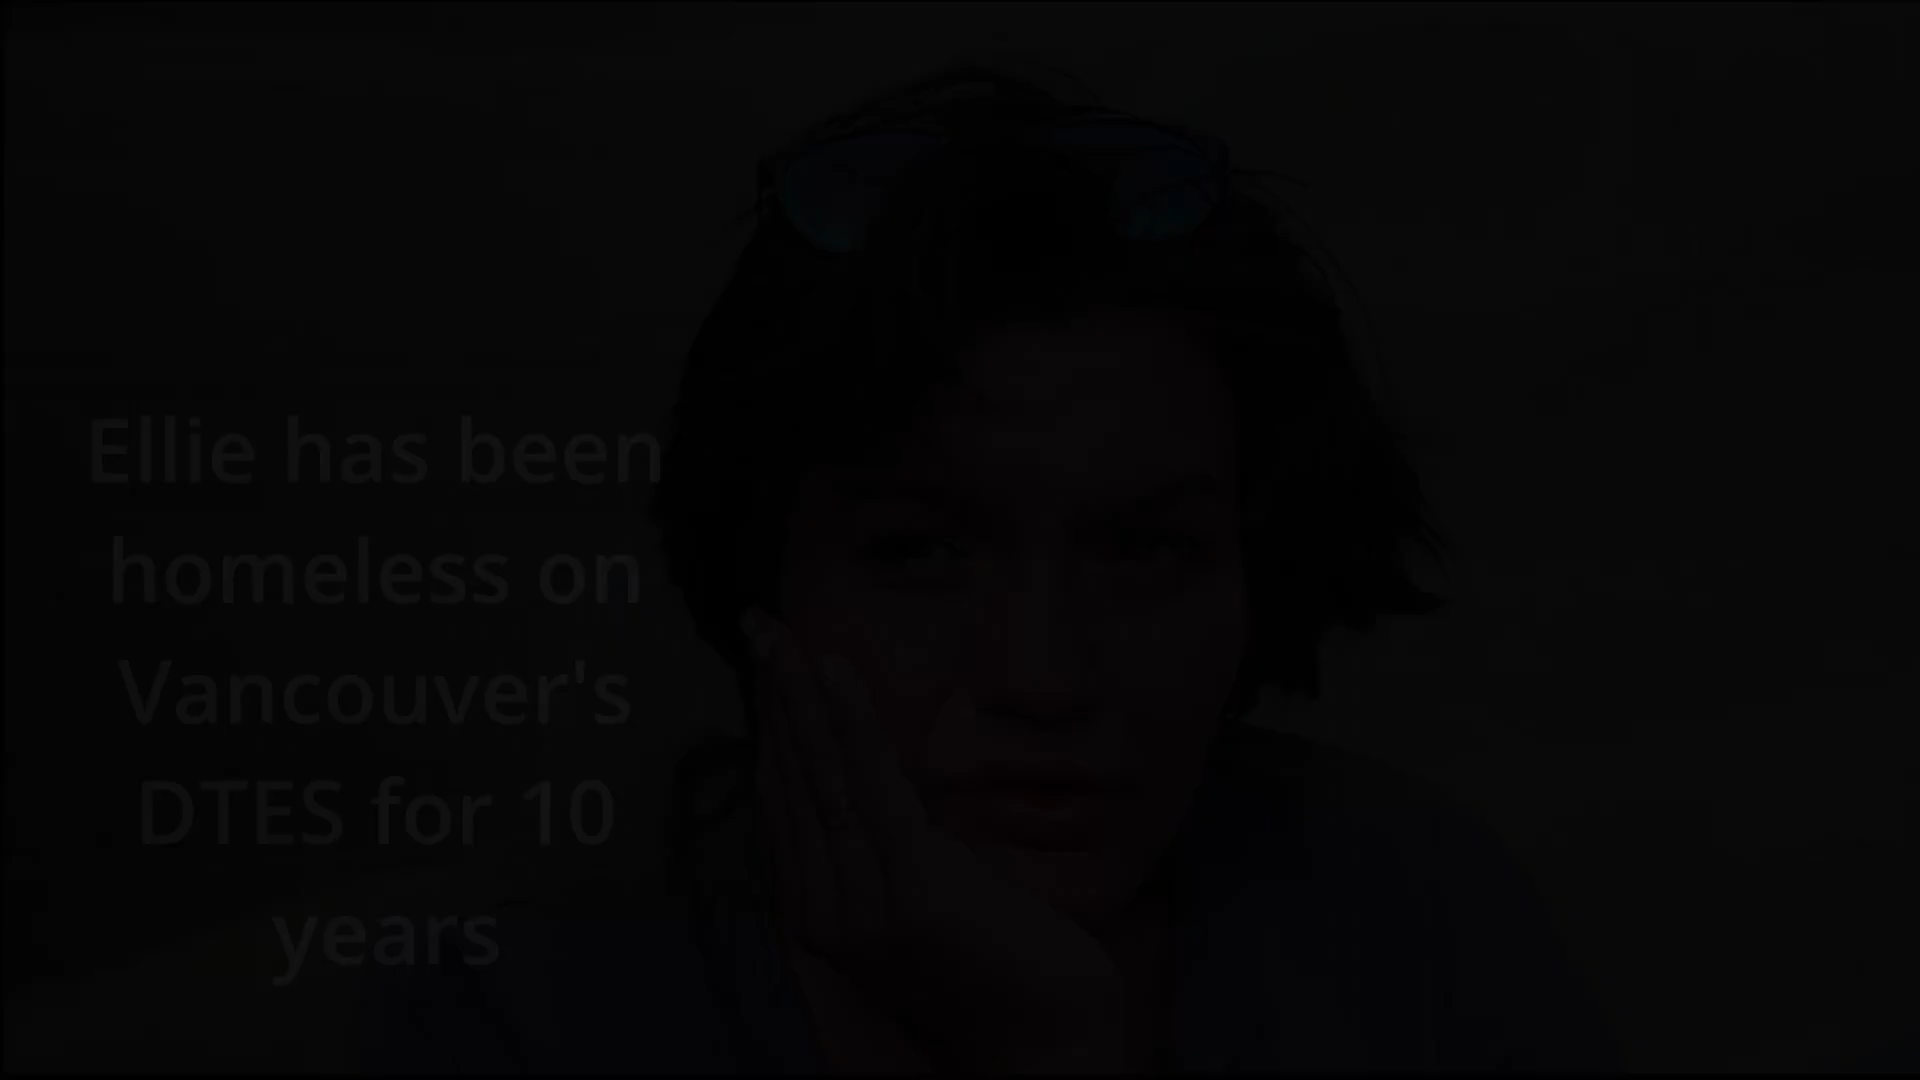 Ellie has been
homeless on
Vancouver's
DTES for 10
years